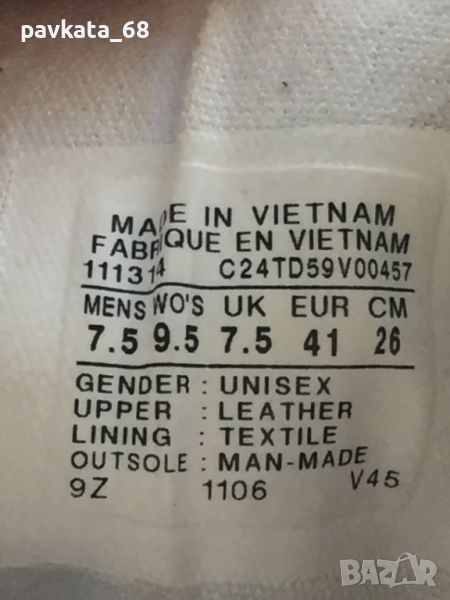 pavkata_68
MADE IN VIETNAM
FABRIQUE EN VIETNAM
111314 C24TD59V00457
MENS WO'S UK EUR CM
7.5 9.5 7.5 41 26
GENDER : UNISEX
UPPER : LEATHER
LINING : TEXTILE
OUTSOLE : MAN-MADE
9Z 1106 V45
BAZAR